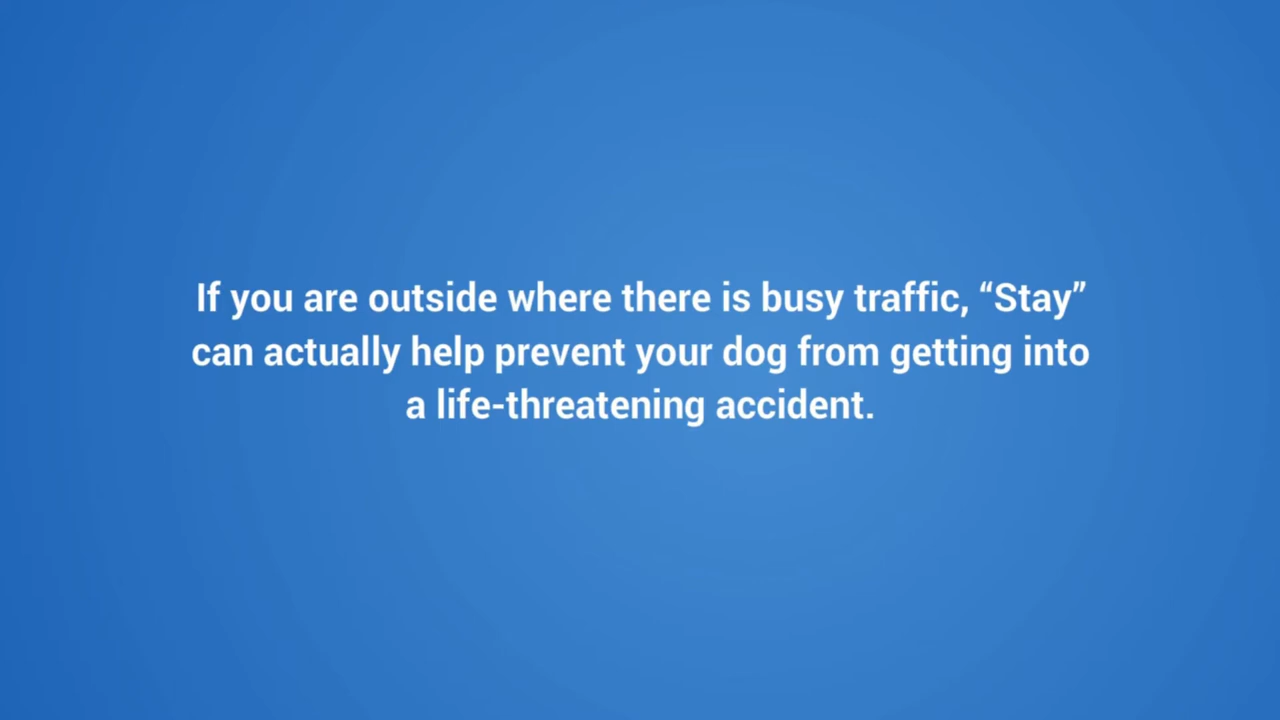 If you are outside where there is busy traffic, “Stay”
can actually help prevent your dog from getting into
a life-threatening accident.